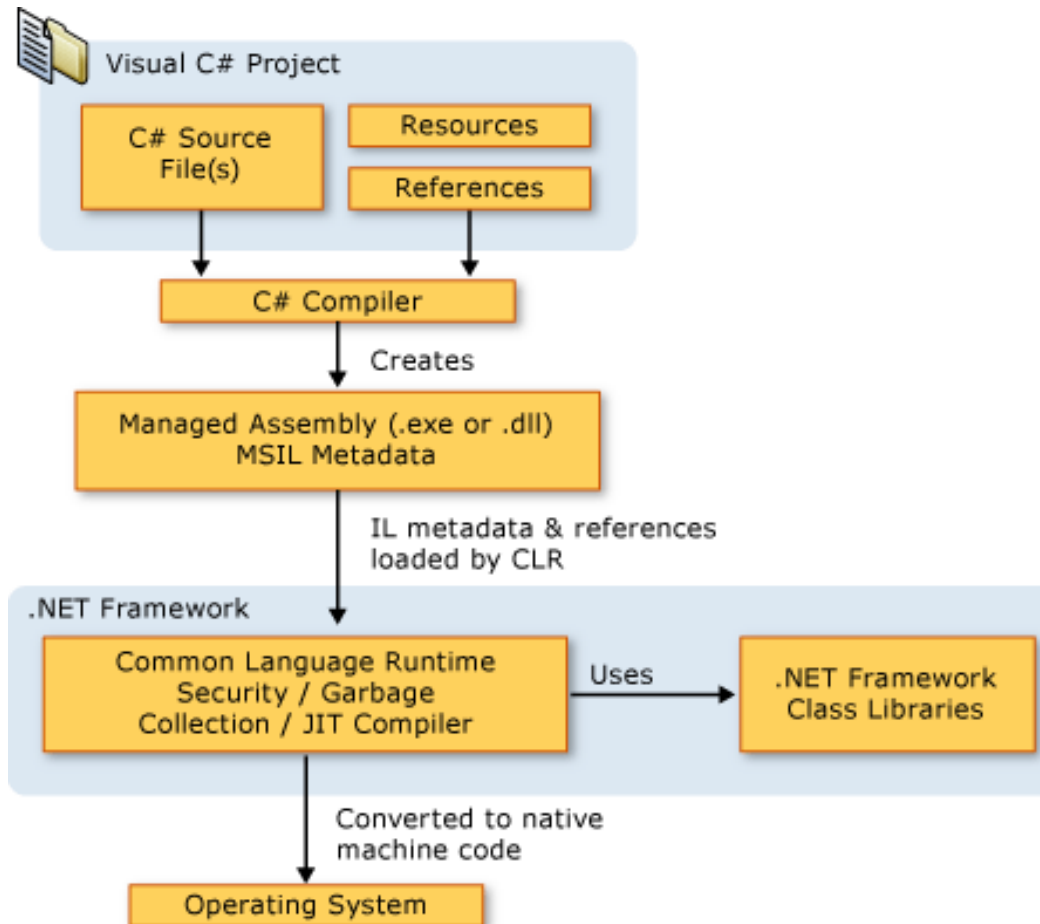 Visual C# Project
C# Source
File(s)
Resources
References
C# Compiler
Creates
Managed Assembly (.exe or .dll)
MSIL Metadata
IL metadata & references
loaded by CLR
.NET Framework
Common Language Runtime
Security / Garbage
Collection / JIT Compiler
Uses
.NET Framework
Class Libraries
Converted to native
machine code
Operating System